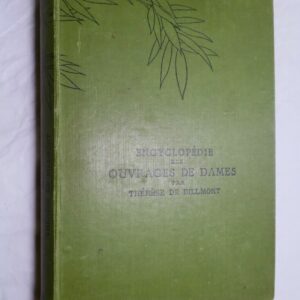 ENCYCLOPÉDIE
DES
OUVRAGES DE DAMES
PAR
THÉRÈSE DE DILLMONT